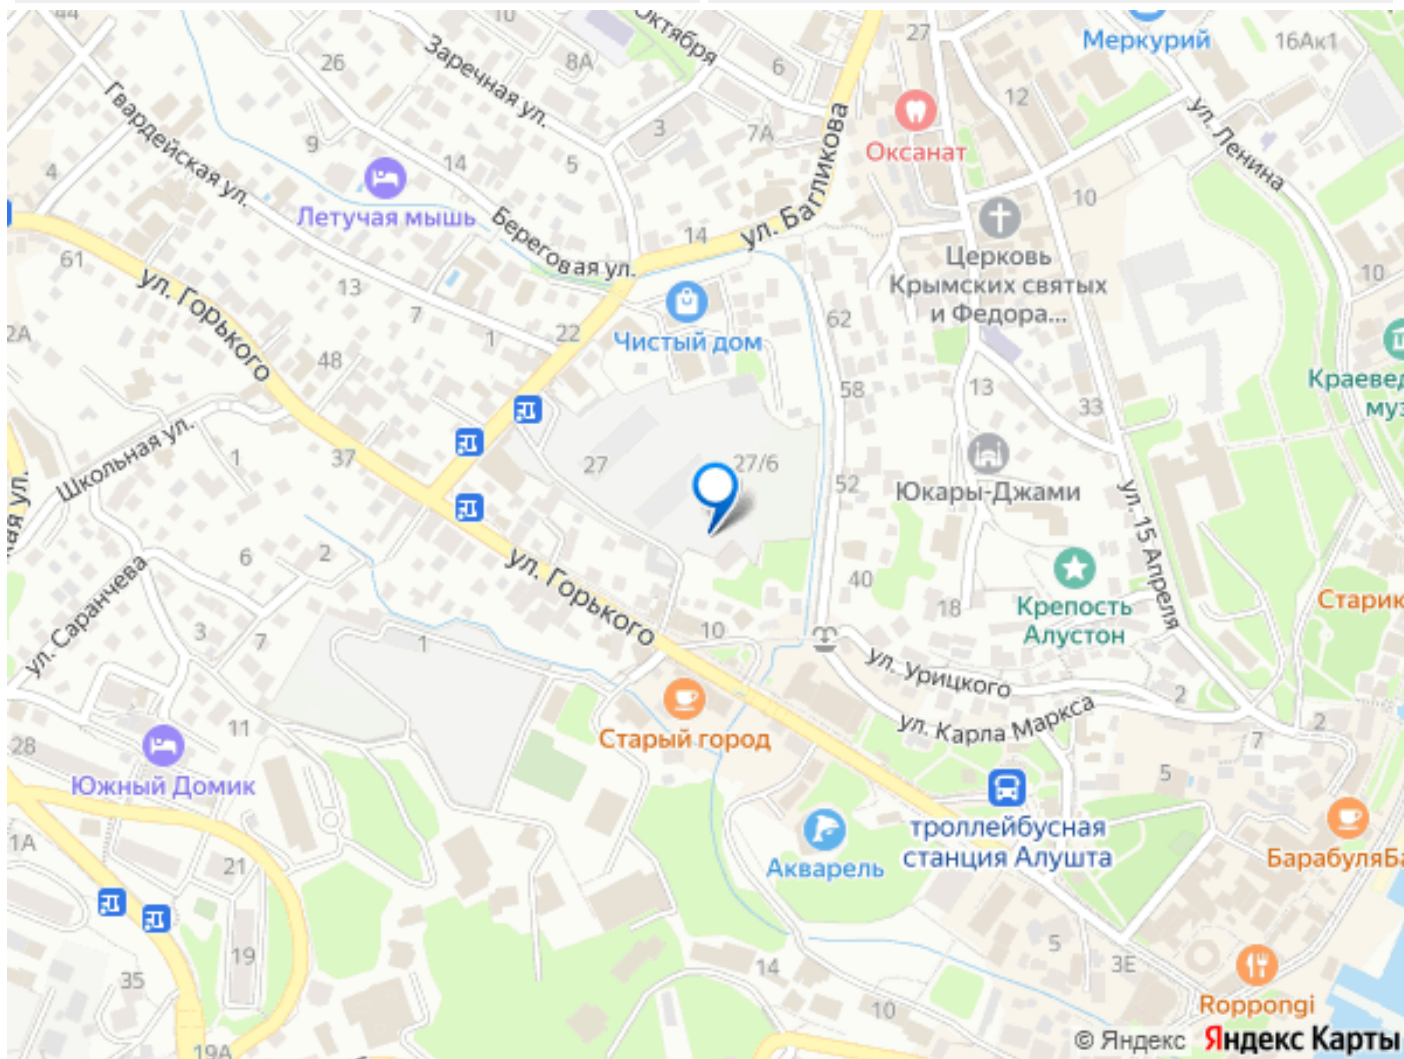 44
10
Октября
27
Меркурий
16Ак1
Заречная ул.
8А
6
26
12
Гвардейская ул.
3
7А
ул. Багликова
Оксанат
ул. Ленина
9
14
5
4
Летучая мышь
10
Береговая ул.
14
Церковь
Крымских святых
и Федора...
61
ул. Горького
13
7
1
22
Чистый дом
62
10
2А
48
58
13
33
Краевед
муз
Школьная ул.
1
37
27
27/6
52
Юкары-Джами
ул. 15 Апреля
кая ул.
6
2
ул. Горького
40
18
Крепость
Алустон
Старик
ул. Саранчева
3
7
1
10
ул. Урицкого
2
ул. Карла Маркса
2
7
11
28
Южный Домик
Старый город
5
троллейбусная
станция Алушта
1А
21
Акварель
БарабуляБа
19
35
14
5
3Е
10
Roppongi
19А
© Яндекс Яндекс Карты